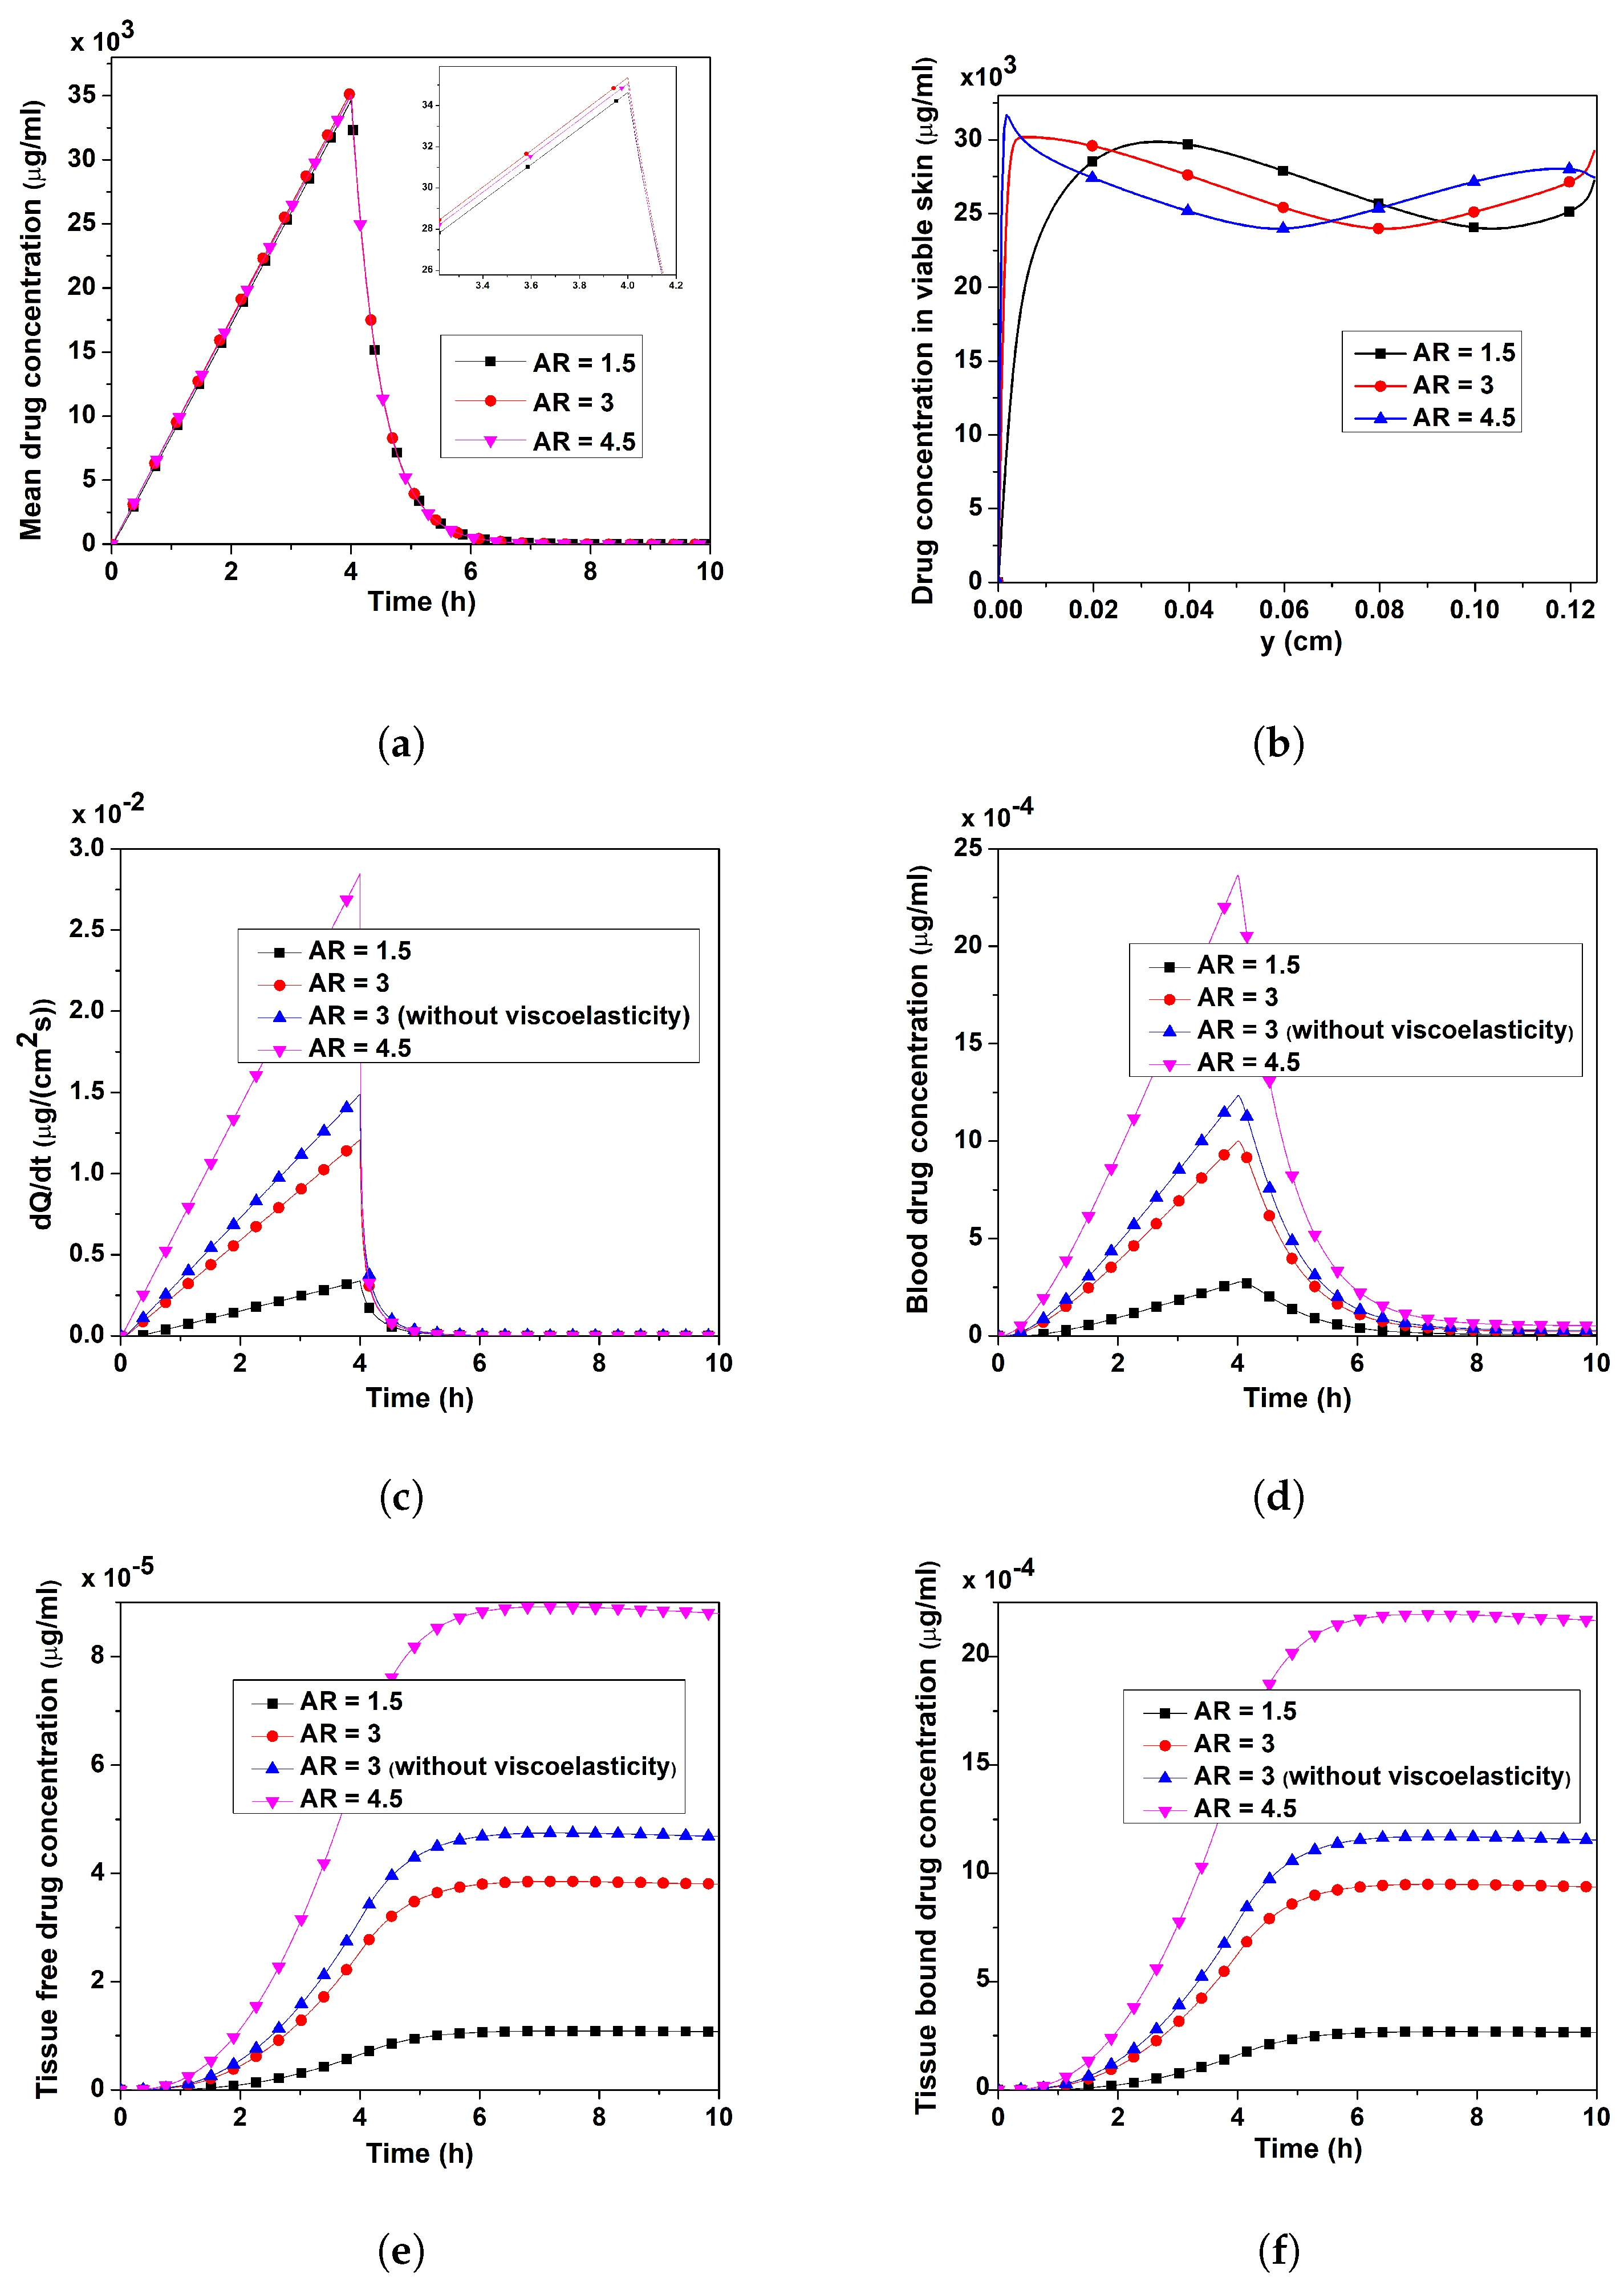 x 10^3
Mean drug concentration (μg/ml)
35
30
25
20
15
10
5
0
0 2 4 6 8 10
Time (h)
34
32
30
28
26
3.4 3.6 3.8 4.0 4.2
AR = 1.5
AR = 3
AR = 4.5
(a)
x10^3
Drug concentration in viable skin (μg/ml)
30
25
20
15
10
5
0
0.00 0.02 0.04 0.06 0.08 0.10 0.12
y (cm)
AR = 1.5
AR = 3
AR = 4.5
(b)
x 10^-2
dQ/dt (μg/(cm^2s))
3.0
2.5
2.0
1.5
1.0
0.5
0.0
0 2 4 6 8 10
Time (h)
AR = 1.5
AR = 3
AR = 3 (without viscoelasticity)
AR = 4.5
(c)
x 10^-4
Blood drug concentration (μg/ml)
25
20
15
10
5
0
0 2 4 6 8 10
Time (h)
AR = 1.5
AR = 3
AR = 3 (without viscoelasticity)
AR = 4.5
(d)
x 10^-5
Tissue free drug concentration (μg/ml)
8
6
4
2
0
0 2 4 6 8 10
Time (h)
AR = 1.5
AR = 3
AR = 3 (without viscoelasticity)
AR = 4.5
(e)
x 10^-4
Tissue bound drug concentration (μg/ml)
20
15
10
5
0
0 2 4 6 8 10
Time (h)
AR = 1.5
AR = 3
AR = 3 (without viscoelasticity)
AR = 4.5
(f)